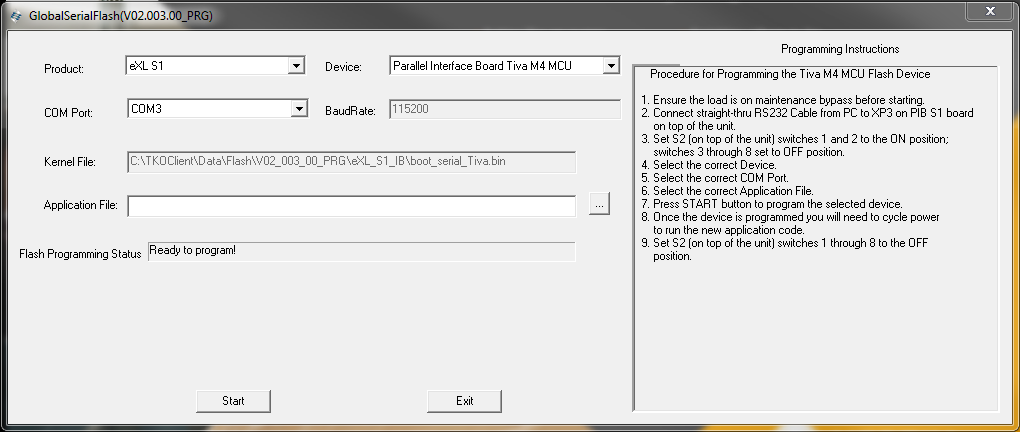 GlobalSerialFlash(V02.003.00_PRG)
Product:
eXL S1
Device:
Parallel Interface Board Tiva M4 MCU
COM Port:
COM3
BaudRate:
115200
Kernel File:
C:\TKOClient\Data\Flash\V02_003_00_PRG\eXL_S1_IB\boot_serial_Tiva.bin
Application File:
...
Flash Programming Status
Ready to program!
Start
Exit
Programming Instructions
Procedure for Programming the Tiva M4 MCU Flash Device
1. Ensure the load is on maintenance bypass before starting.
2. Connect straight-thru RS232 Cable from PC to XP3 on PIB S1 board
on top of the unit.
3. Set S2 (on top of the unit) switches 1 and 2 to the ON position;
switches 3 through 8 set to OFF position.
4. Select the correct Device.
5. Select the correct COM Port.
6. Select the correct Application File.
7. Press START button to program the selected device.
8. Once the device is programmed you will need to cycle power
to run the new application code.
9. Set S2 (on top of the unit) switches 1 through 8 to the OFF
position.